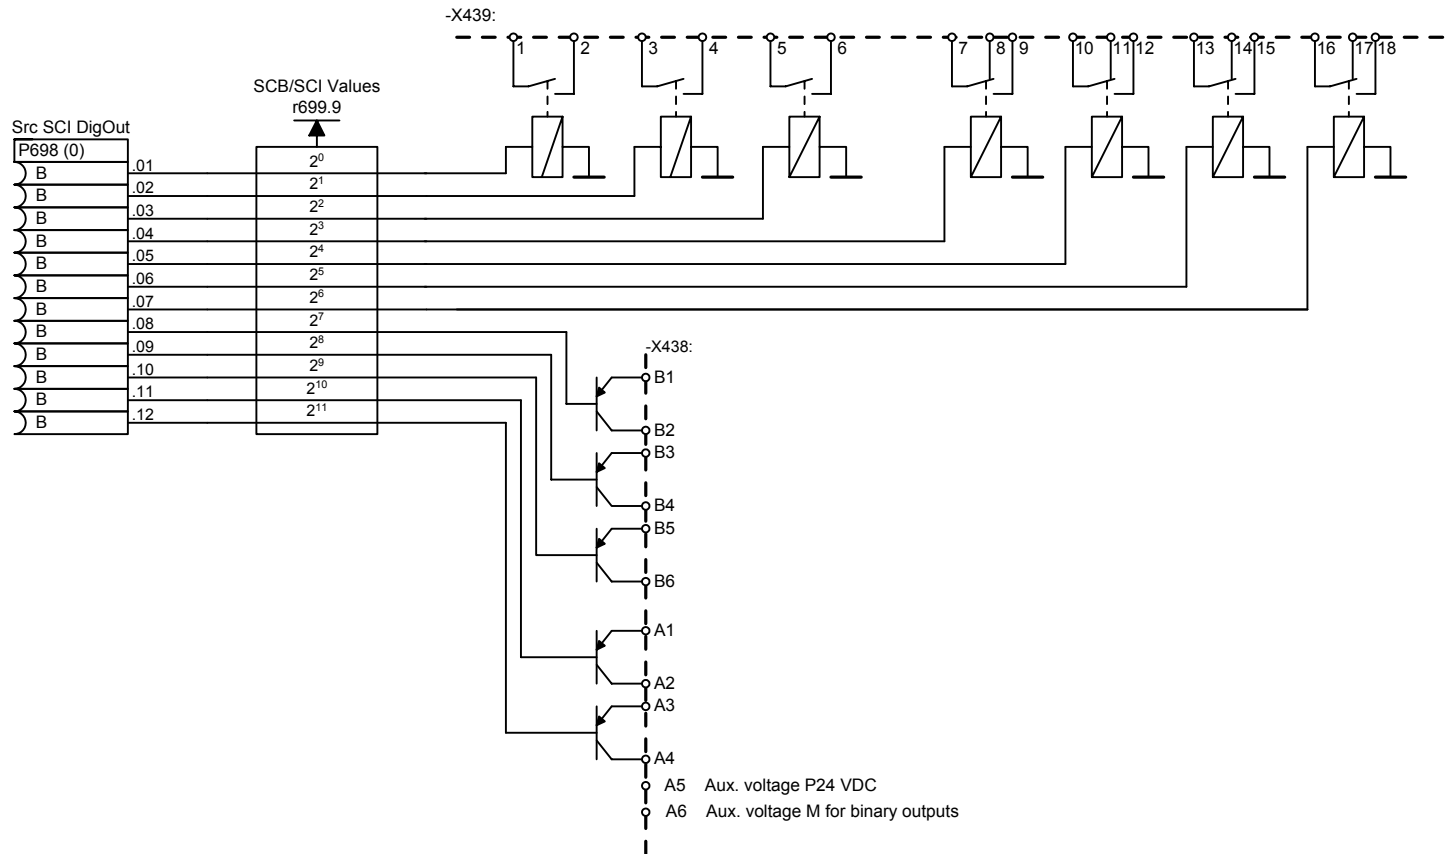 -X439:
1 2 3 4 5 6 7 8 9 10 11 12 13 14 15 16 17 18
SCB/SCI Values
r699.9
Src SCI DigOut
P698 (0)
B .01 2⁰
B .02 2¹
B .03 2²
B .04 2³
B .05 2⁴
B .06 2⁵
B .07 2⁶
B .08 2⁷
B .09 2⁸
B .10 2⁹
B .11 2¹⁰
B .12 2¹¹
-X438:
B1
B2
B3
B4
B5
B6
A1
A2
A3
A4
A5 Aux. voltage P24 VDC
A6 Aux. voltage M for binary outputs